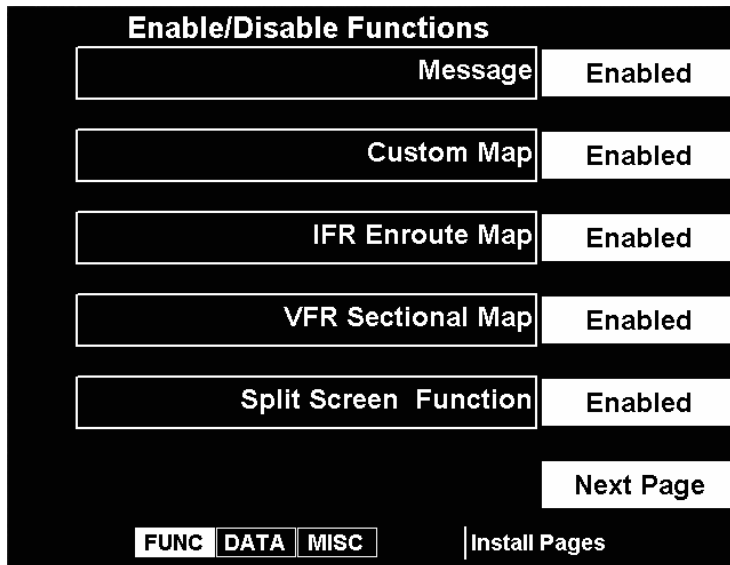 Enable/Disable Functions
Message Enabled
Custom Map Enabled
IFR Enroute Map Enabled
VFR Sectional Map Enabled
Split Screen Function Enabled
Next Page
FUNC DATA MISC Install Pages